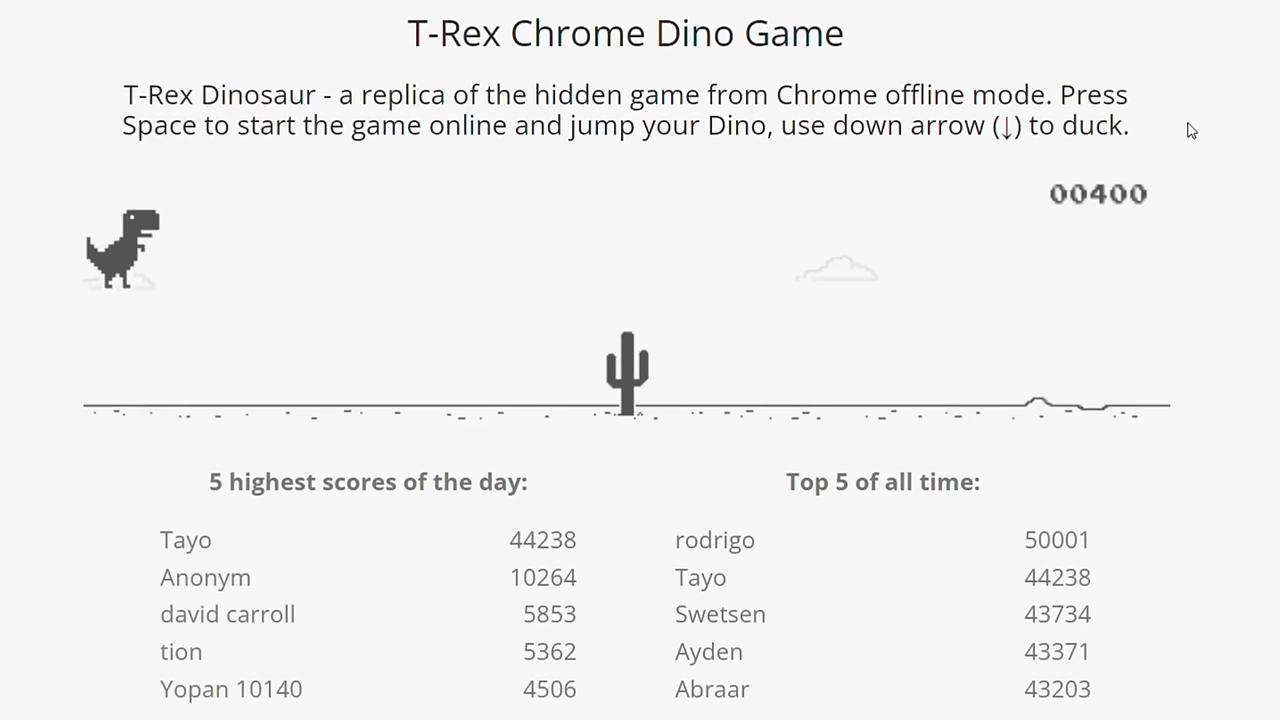 T-Rex Chrome Dino Game
T-Rex Dinosaur - a replica of the hidden game from Chrome offline mode. Press
Space to start the game online and jump your Dino, use down arrow (↓) to duck.
00400
5 highest scores of the day:
Tayo 44238
Anonym 10264
david carroll 5853
tion 5362
Yopan 10140 4506
Top 5 of all time:
rodrigo 50001
Tayo 44238
Swetsen 43734
Ayden 43371
Abraar 43203